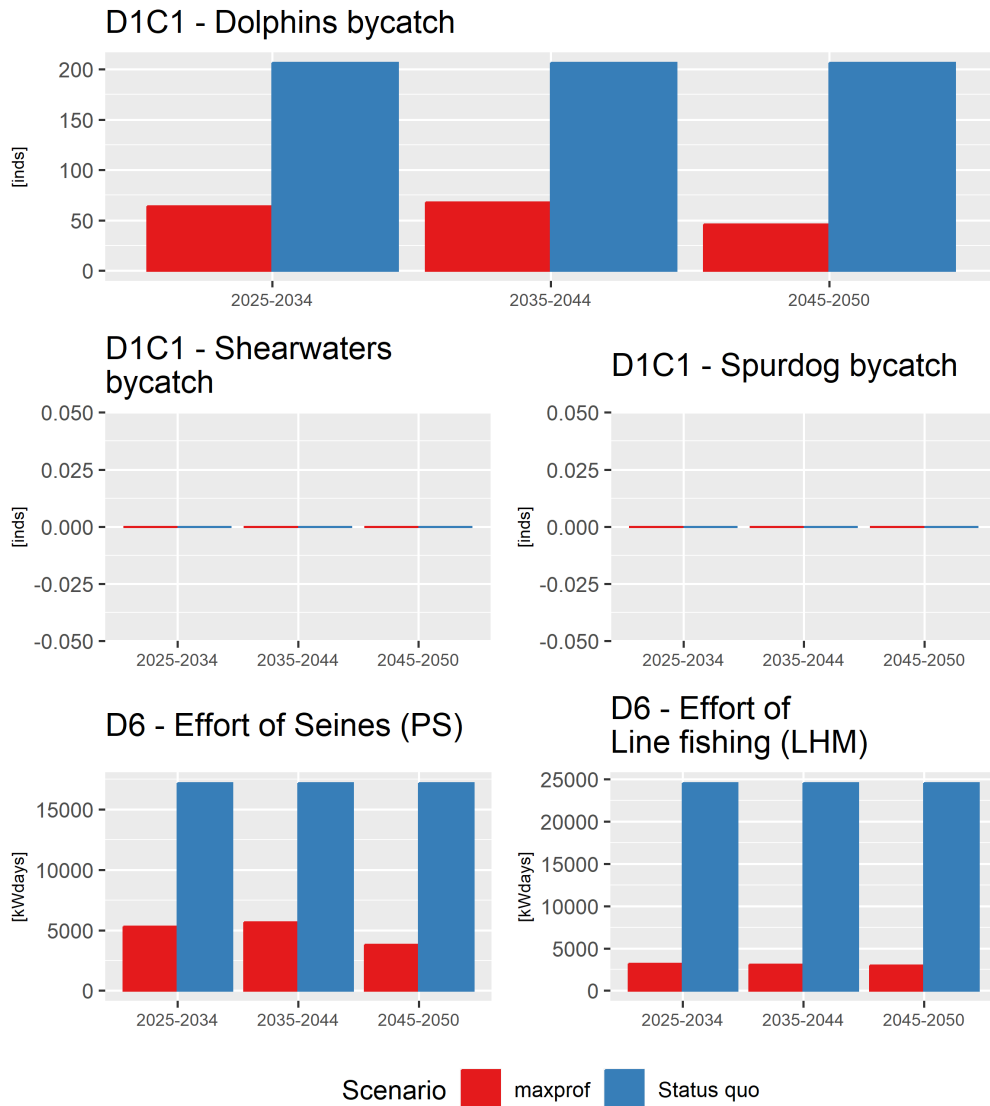 D1C1 - Dolphins bycatch
[inds]
200
150
100
50
0
2025-2034 2035-2044 2045-2050
D1C1 - Shearwaters
bycatch
[inds]
0.050
0.025
0.000
-0.025
-0.050
2025-2034 2035-2044 2045-2050
D1C1 - Spurdog bycatch
[inds]
0.050
0.025
0.000
-0.025
-0.050
2025-2034 2035-2044 2045-2050
D6 - Effort of Seines (PS)
[kWdays]
15000
10000
5000
0
2025-2034 2035-2044 2045-2050
D6 - Effort of
Line fishing (LHM)
[kWdays]
25000
20000
15000
10000
5000
0
2025-2034 2035-2044 2045-2050
Scenario maxprof Status quo